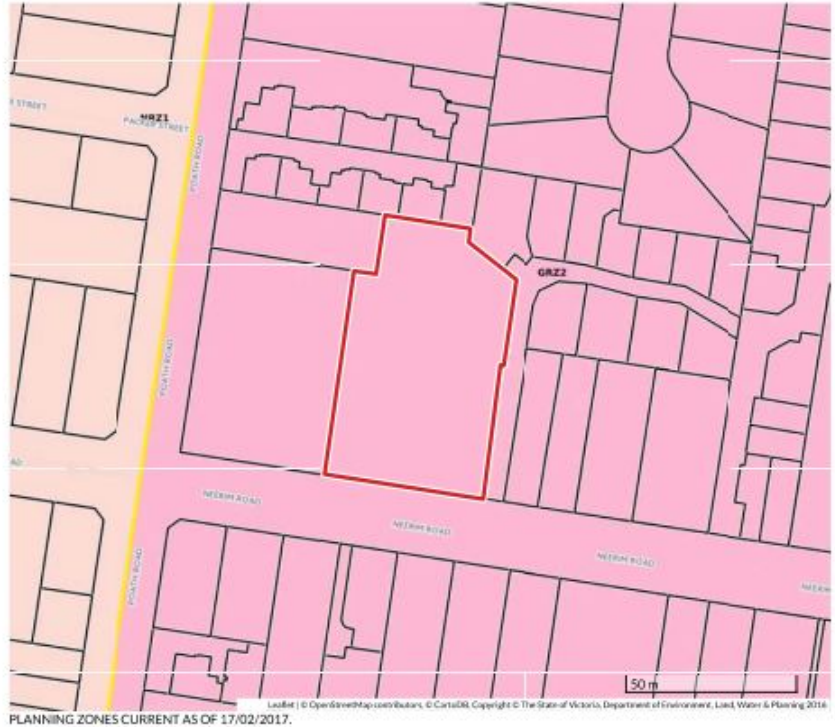 NRZ1
PACKER STREET
POATH ROAD
GRZ2
POATH ROAD
NEERIM ROAD
NEERIM ROAD
NEERIM ROAD
POATH ROAD
50 m
Leaflet | © OpenStreetMap contributors, © CartoDB, Copyright © The State of Victoria, Department of Environment, Land, Water & Planning 2016
PLANNING ZONES CURRENT AS OF 17/02/2017.